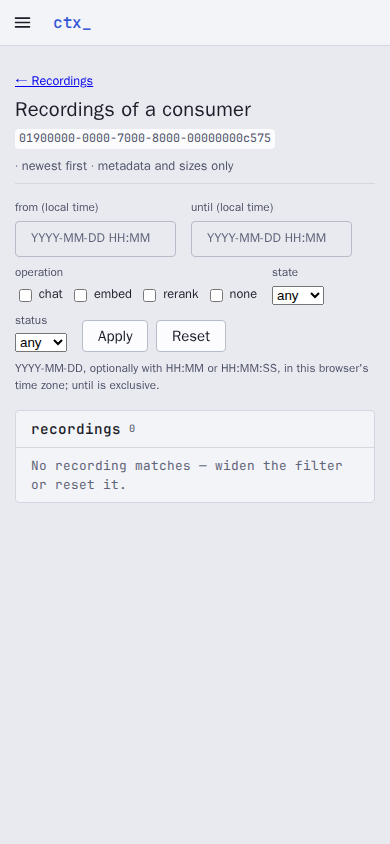 ctx_
← Recordings
Recordings of a consumer
01900000-0000-7000-8000-00000000c575
· newest first · metadata and sizes only
from (local time) until (local time)
YYYY-MM-DD HH:MM YYYY-MM-DD HH:MM
operation state
chat embed rerank none any
status
any Apply Reset
YYYY-MM-DD, optionally with HH:MM or HH:MM:SS, in this browser's
time zone; until is exclusive.
recordings 0
No recording matches — widen the filter
or reset it.